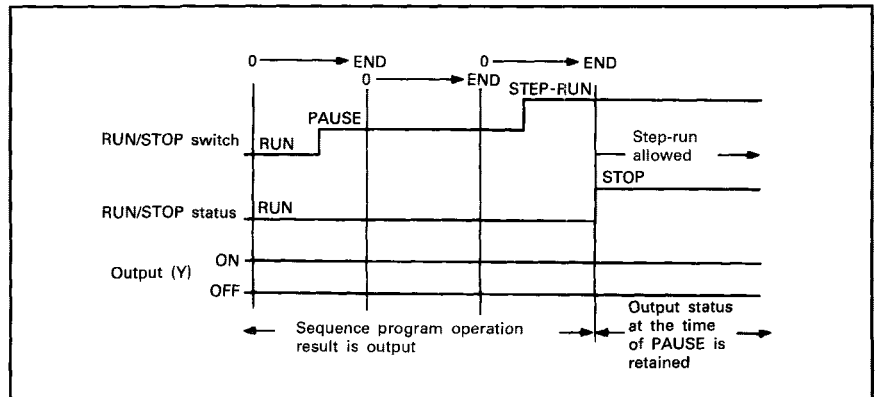 0 → END
0 → END
0 → END
STEP-RUN
PAUSE
RUN/STOP switch
RUN
Step-run
allowed
STOP
RUN/STOP status
RUN
Output (Y)
ON
OFF
Sequence program operation
result is output
Output status
at the time
of PAUSE is
retained